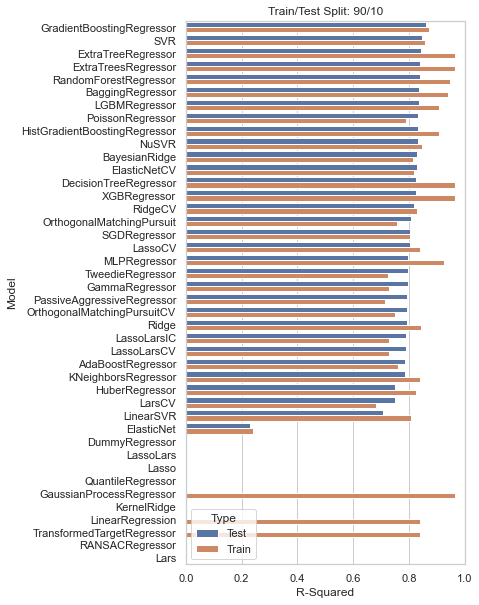 Train/Test Split: 90/10
GradientBoostingRegressor
SVR
ExtraTreeRegressor
ExtraTreesRegressor
RandomForestRegressor
BaggingRegressor
LGBMRegressor
PoissonRegressor
HistGradientBoostingRegressor
NuSVR
BayesianRidge
ElasticNetCV
DecisionTreeRegressor
XGBRegressor
RidgeCV
OrthogonalMatchingPursuit
SGDRegressor
LassoCV
MLPRegressor
TweedieRegressor
GammaRegressor
PassiveAggressiveRegressor
OrthogonalMatchingPursuitCV
Ridge
LassoLarsIC
LassoLarsCV
AdaBoostRegressor
KNeighborsRegressor
HuberRegressor
LarsCV
LinearSVR
ElasticNet
DummyRegressor
LassoLars
Lasso
QuantileRegressor
GaussianProcessRegressor
KernelRidge
LinearRegression
TransformedTargetRegressor
RANSACRegressor
Lars
Model
Type
Test
Train
0.0 0.2 0.4 0.6 0.8 1.0
R-Squared